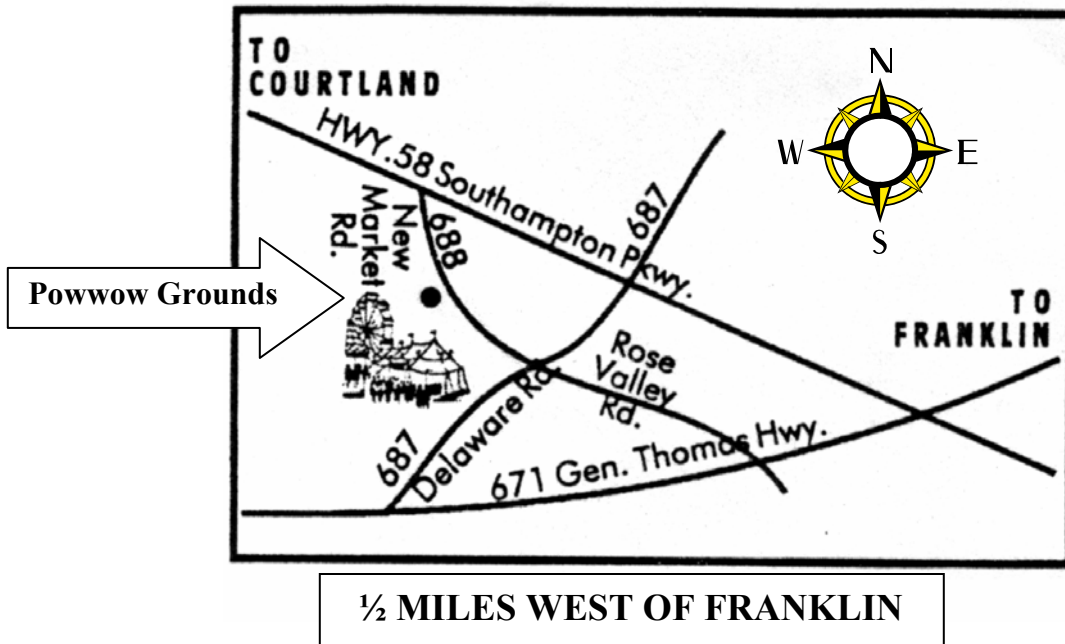 TO
COURTLAND
HWY. 58 Southampton Pkwy.
N
W
E
S
687
688
New
Market
Rd.
Powwow Grounds
TO
FRANKLIN
Rose
Valley
Rd.
Delaware Rd.
687
671 Gen. Thomas Hwy.
½ MILES WEST OF FRANKLIN